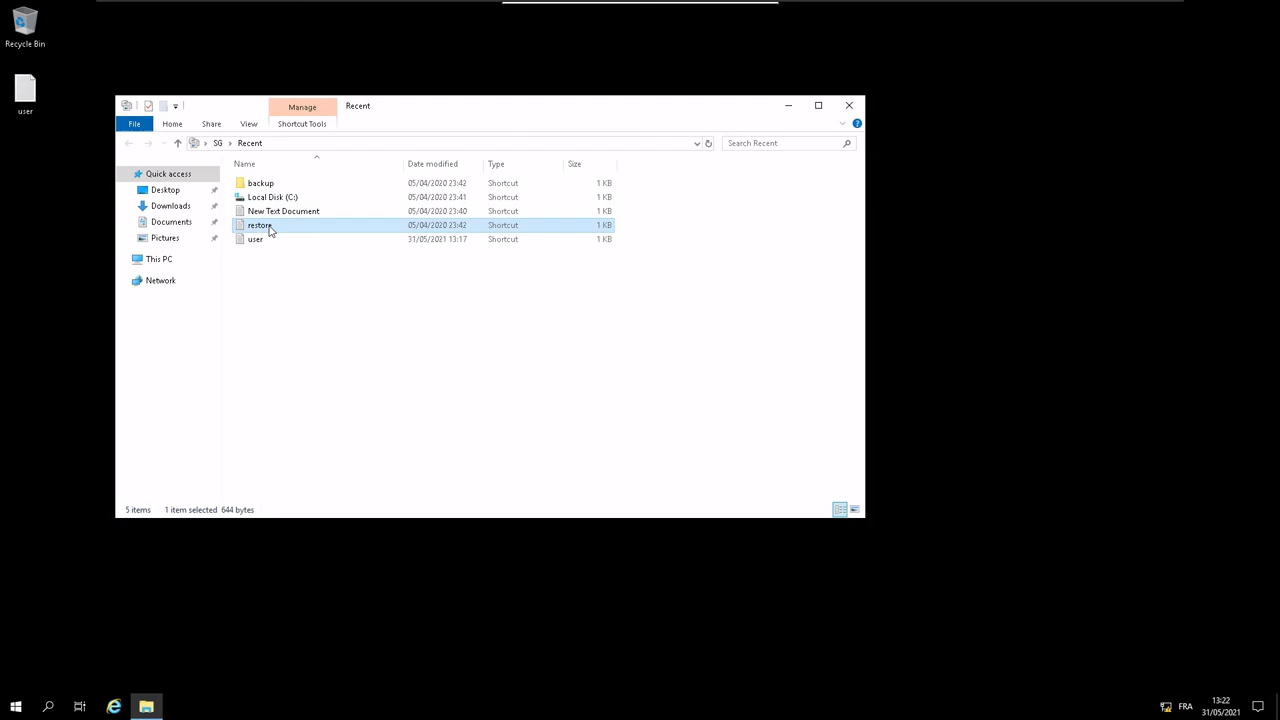 Recycle Bin
user
Manage
Recent
File
Home
Share
View
Shortcut Tools
SG
Recent
Search Recent
Name
Date modified
Type
Size
Quick access
Desktop
Downloads
Documents
Pictures
This PC
Network
backup 05/04/2020 23:42 Shortcut 1 KB
Local Disk (C:) 05/04/2020 23:41 Shortcut 1 KB
New Text Document 05/04/2020 23:40 Shortcut 1 KB
restore 05/04/2020 23:42 Shortcut 1 KB
user 31/05/2021 13:17 Shortcut 1 KB
5 items 1 item selected 644 bytes
FRA
13:22
31/05/2021